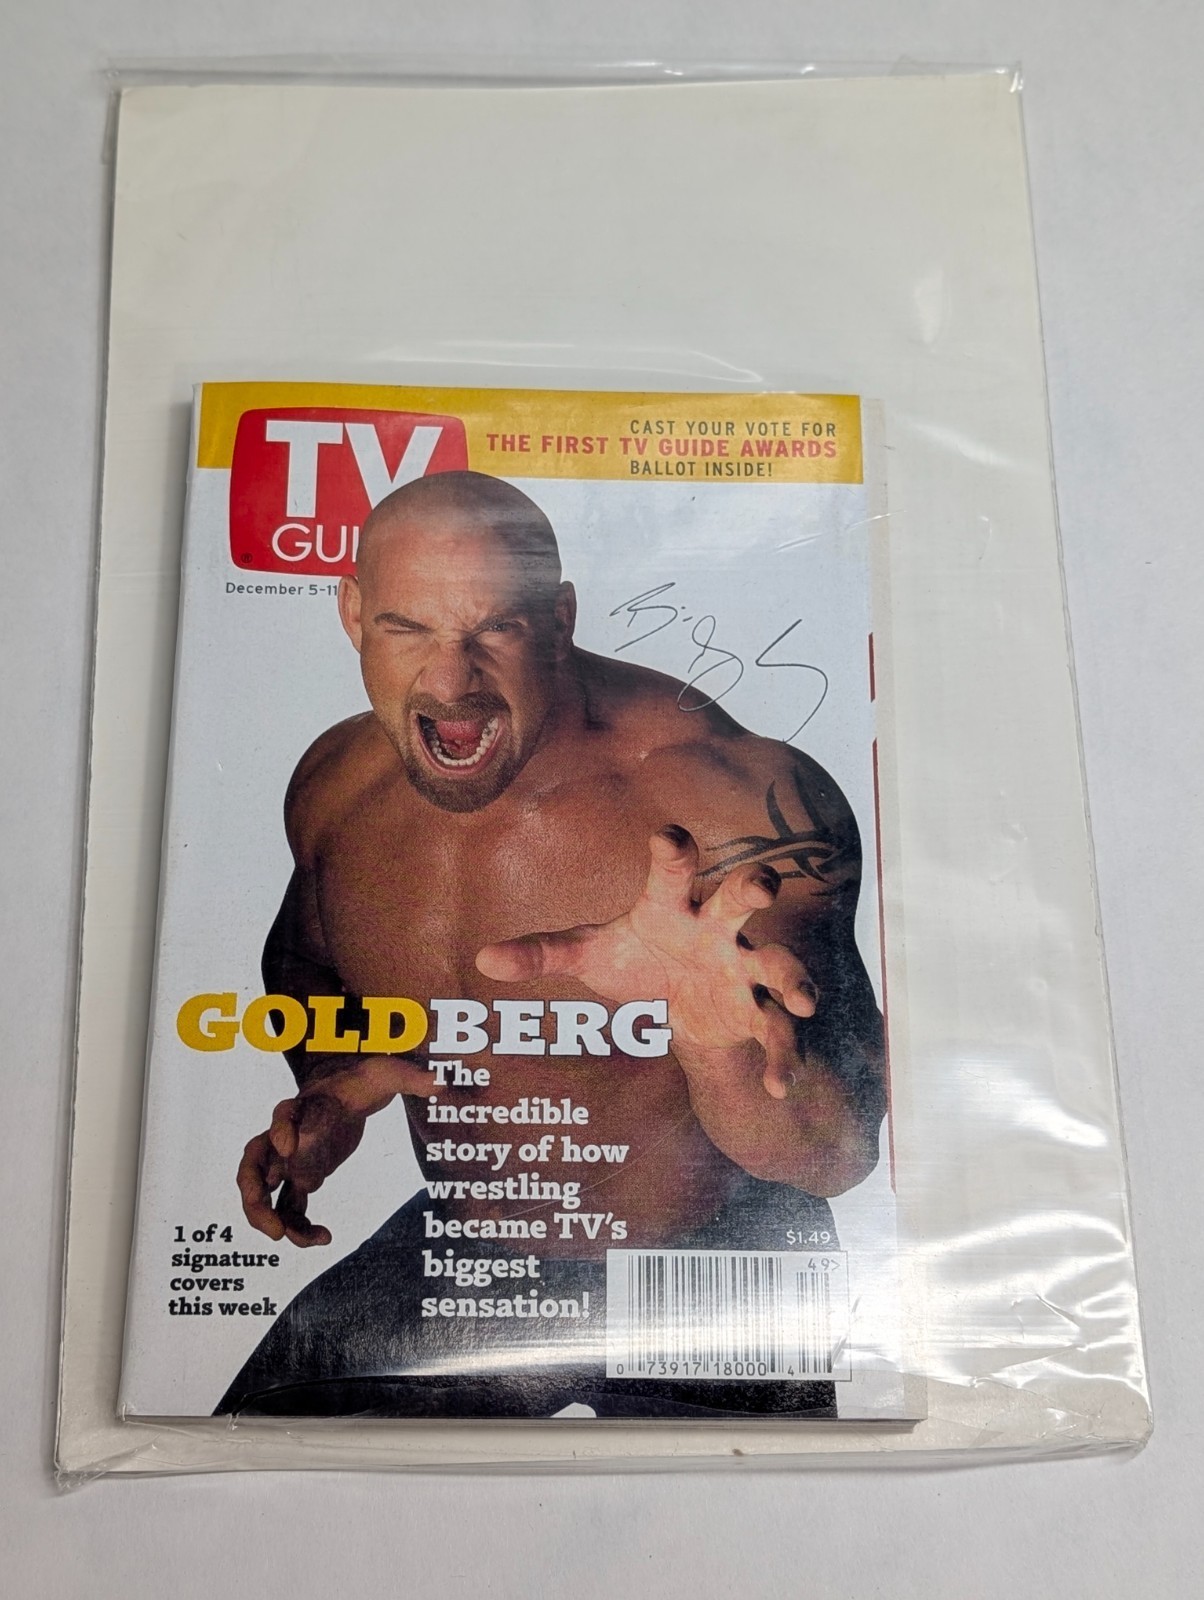 CAST YOUR VOTE FOR
THE FIRST TV GUIDE AWARDS
BALLOT INSIDE!
TV
GUI
®
December 5-11
GOLDBERG
The
incredible
story of how
wrestling
became TV's
biggest
sensation!
1 of 4
signature
covers
this week
$1.49
49>
0 73917 18000 4